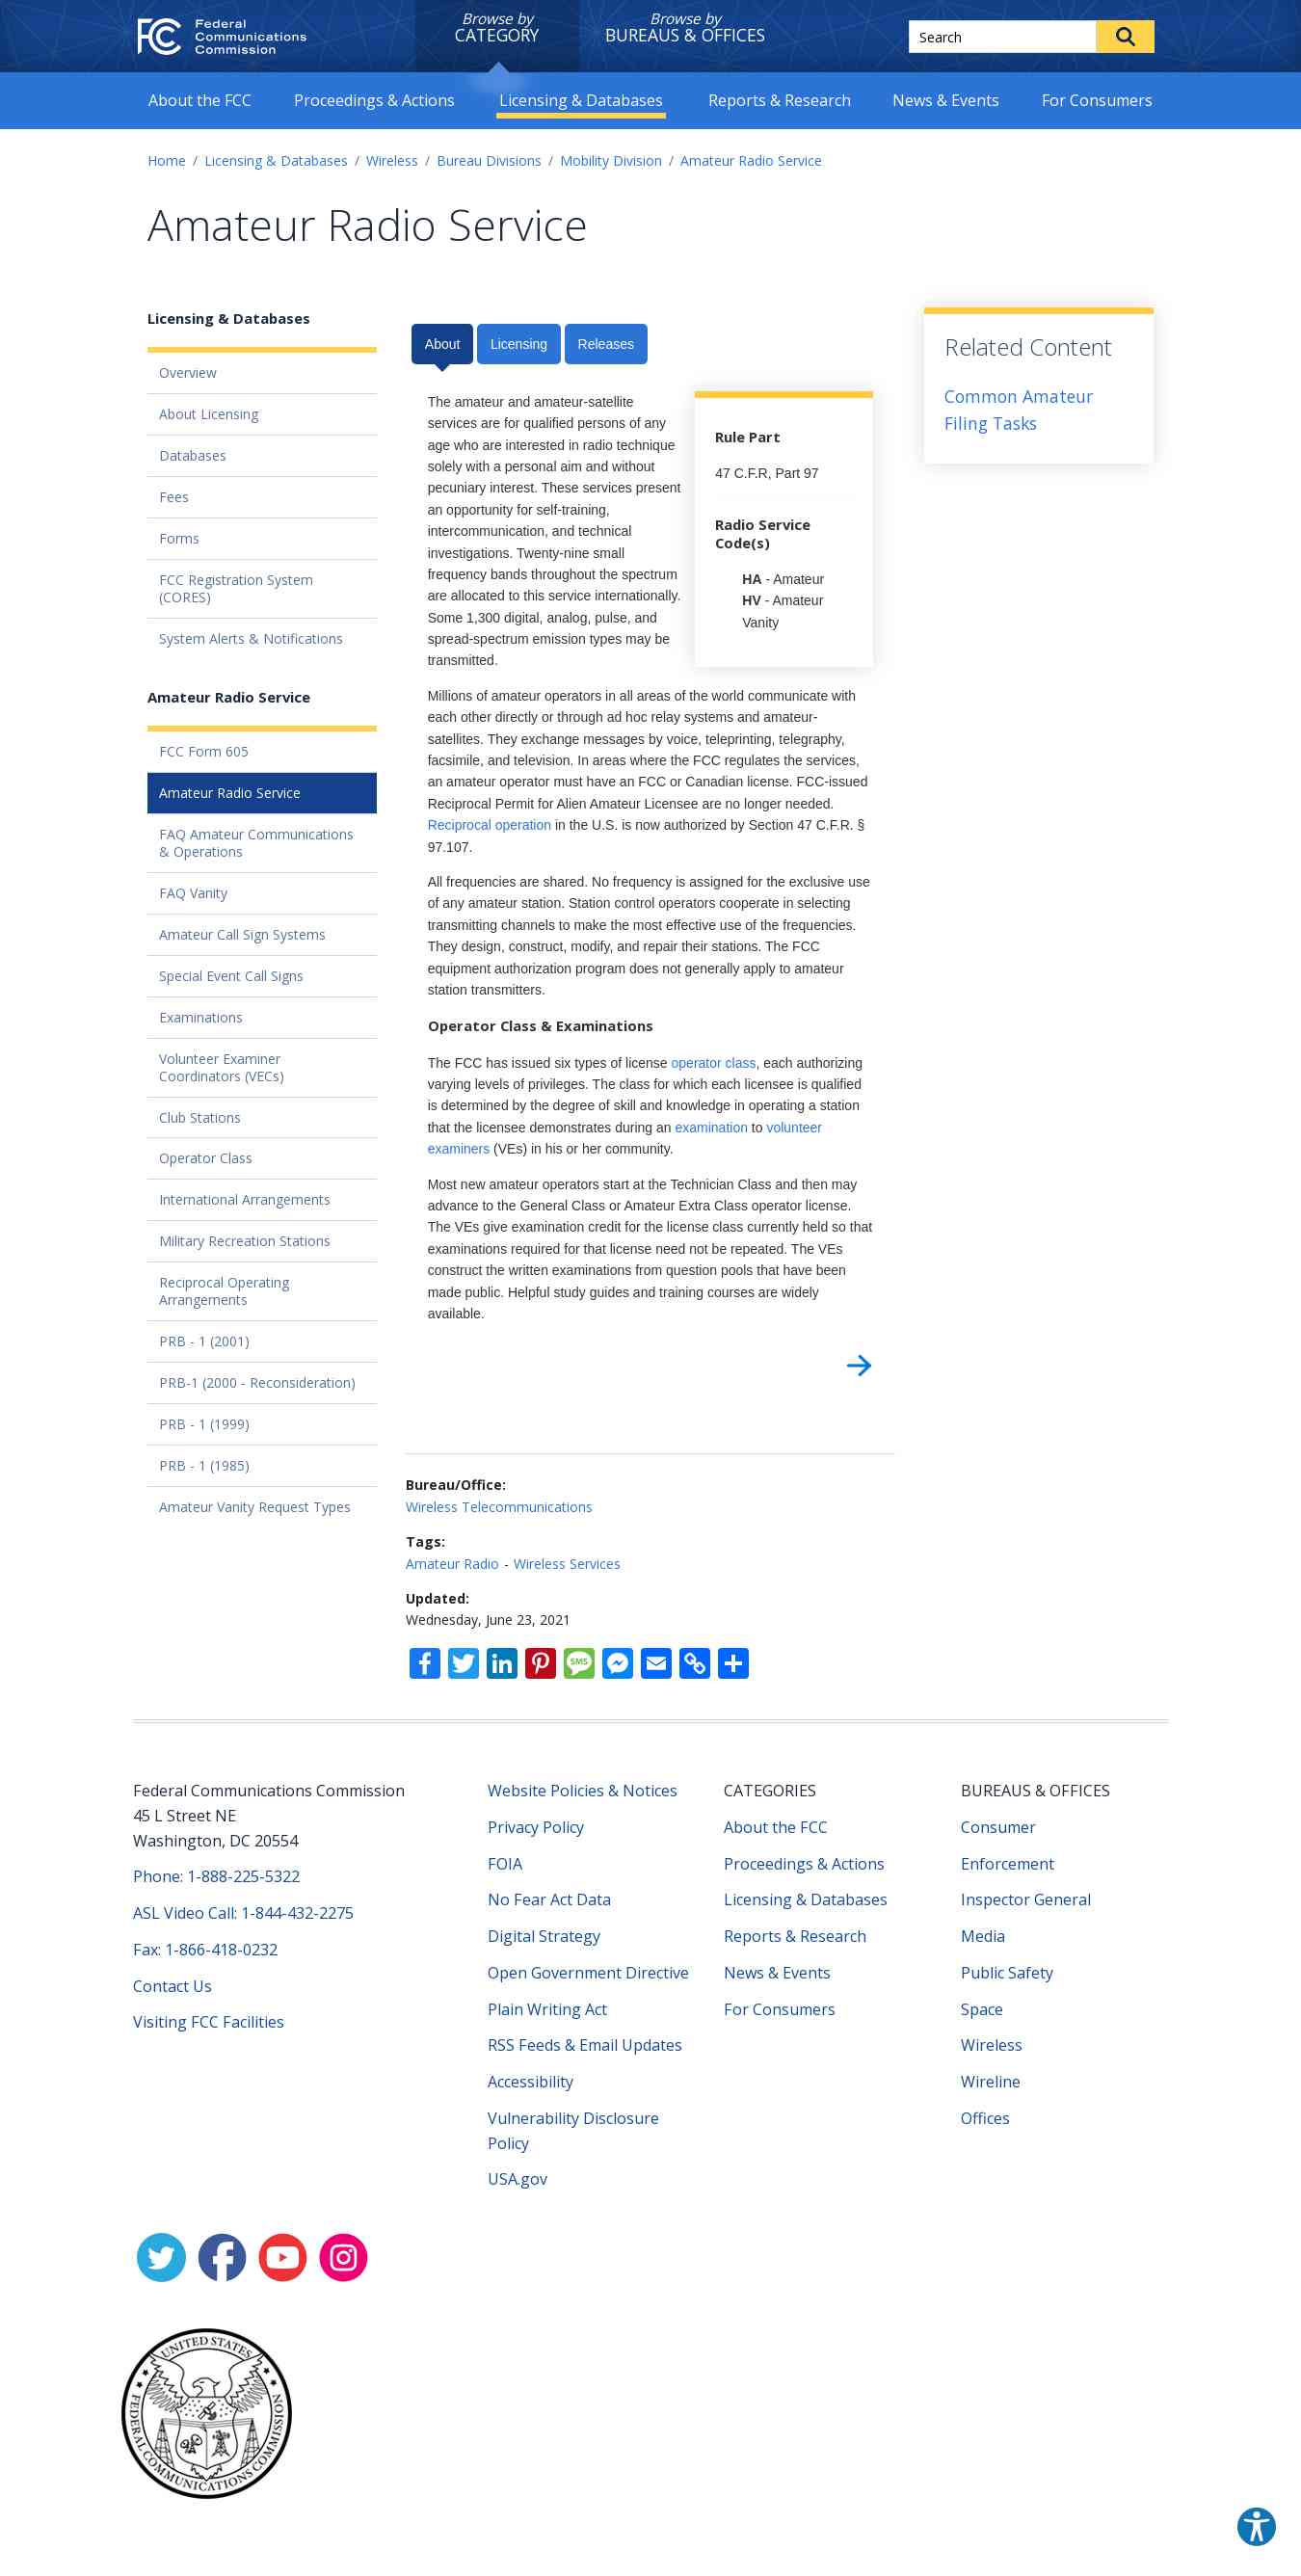 Federal
Communications
Commission
Browse by
CATEGORY
Browse by
BUREAUS & OFFICES
Search
About the FCC
Proceedings & Actions
Licensing & Databases
Reports & Research
News & Events
For Consumers
Home / Licensing & Databases / Wireless / Bureau Divisions / Mobility Division / Amateur Radio Service
Amateur Radio Service
Licensing & Databases
Overview
About Licensing
Databases
Fees
Forms
FCC Registration System
(CORES)
System Alerts & Notifications
Amateur Radio Service
FCC Form 605
Amateur Radio Service
FAQ Amateur Communications
& Operations
FAQ Vanity
Amateur Call Sign Systems
Special Event Call Signs
Examinations
Volunteer Examiner
Coordinators (VECs)
Club Stations
Operator Class
International Arrangements
Military Recreation Stations
Reciprocal Operating
Arrangements
PRB - 1 (2001)
PRB-1 (2000 - Reconsideration)
PRB - 1 (1999)
PRB - 1 (1985)
Amateur Vanity Request Types
About
Licensing
Releases
The amateur and amateur-satellite
services are for qualified persons of any
age who are interested in radio technique
solely with a personal aim and without
pecuniary interest. These services present
an opportunity for self-training,
intercommunication, and technical
investigations. Twenty-nine small
frequency bands throughout the spectrum
are allocated to this service internationally.
Some 1,300 digital, analog, pulse, and
spread-spectrum emission types may be
transmitted.
Rule Part
47 C.F.R, Part 97
Radio Service
Code(s)
HA - Amateur
HV - Amateur
Vanity
Millions of amateur operators in all areas of the world communicate with
each other directly or through ad hoc relay systems and amateur-
satellites. They exchange messages by voice, teleprinting, telegraphy,
facsimile, and television. In areas where the FCC regulates the services,
an amateur operator must have an FCC or Canadian license. FCC-issued
Reciprocal Permit for Alien Amateur Licensee are no longer needed.
Reciprocal operation in the U.S. is now authorized by Section 47 C.F.R. §
97.107.
All frequencies are shared. No frequency is assigned for the exclusive use
of any amateur station. Station control operators cooperate in selecting
transmitting channels to make the most effective use of the frequencies.
They design, construct, modify, and repair their stations. The FCC
equipment authorization program does not generally apply to amateur
station transmitters.
Operator Class & Examinations
The FCC has issued six types of license operator class, each authorizing
varying levels of privileges. The class for which each licensee is qualified
is determined by the degree of skill and knowledge in operating a station
that the licensee demonstrates during an examination to volunteer
examiners (VEs) in his or her community.
Most new amateur operators start at the Technician Class and then may
advance to the General Class or Amateur Extra Class operator license.
The VEs give examination credit for the license class currently held so that
examinations required for that license need not be repeated. The VEs
construct the written examinations from question pools that have been
made public. Helpful study guides and training courses are widely
available.
Bureau/Office:
Wireless Telecommunications
Tags:
Amateur Radio - Wireless Services
Updated:
Wednesday, June 23, 2021
SMS
Related Content
Common Amateur
Filing Tasks
Federal Communications Commission
45 L Street NE
Washington, DC 20554
Phone: 1-888-225-5322
ASL Video Call: 1-844-432-2275
Fax: 1-866-418-0232
Contact Us
Visiting FCC Facilities
Website Policies & Notices
Privacy Policy
FOIA
No Fear Act Data
Digital Strategy
Open Government Directive
Plain Writing Act
RSS Feeds & Email Updates
Accessibility
Vulnerability Disclosure
Policy
USA.gov
CATEGORIES
About the FCC
Proceedings & Actions
Licensing & Databases
Reports & Research
News & Events
For Consumers
BUREAUS & OFFICES
Consumer
Enforcement
Inspector General
Media
Public Safety
Space
Wireless
Wireline
Offices
UNITED STATES
FEDERAL COMMUNICATIONS COMMISSION